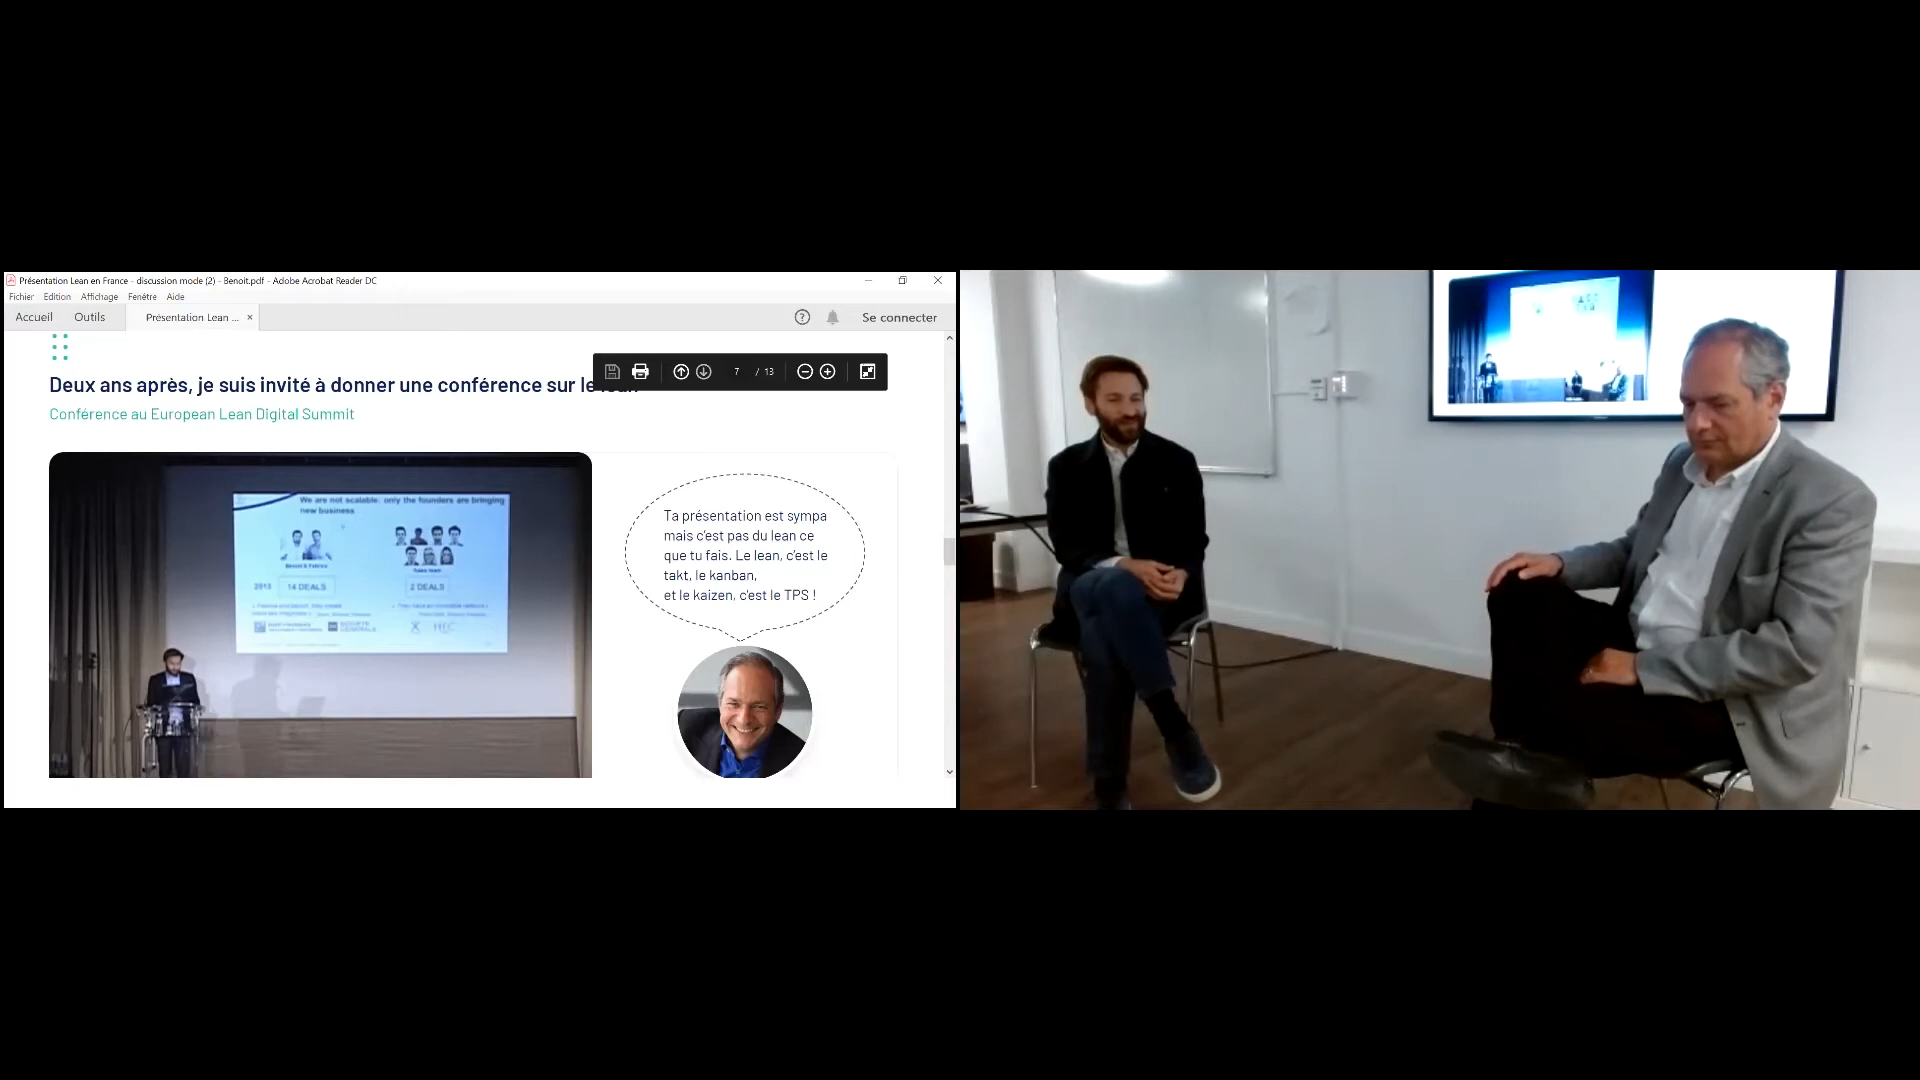 Présentation Lean en France - discussion mode (2) - Benoit.pdf - Adobe Acrobat Reader DC
Fichier Edition Affichage Fenêtre Aide
Accueil Outils Présentation Lean ... × Se connecter
7 / 13
Deux ans après, je suis invité à donner une conférence sur le
Conférence au European Lean Digital Summit
We are not scalable: only the founders are bringing
new business
2013 14 DEALS 2 DEALS
HEC
Ta présentation est sympa
mais c'est pas du lean ce
que tu fais. Le lean, c'est le
takt, le kanban,
et le kaizen, c'est le TPS !